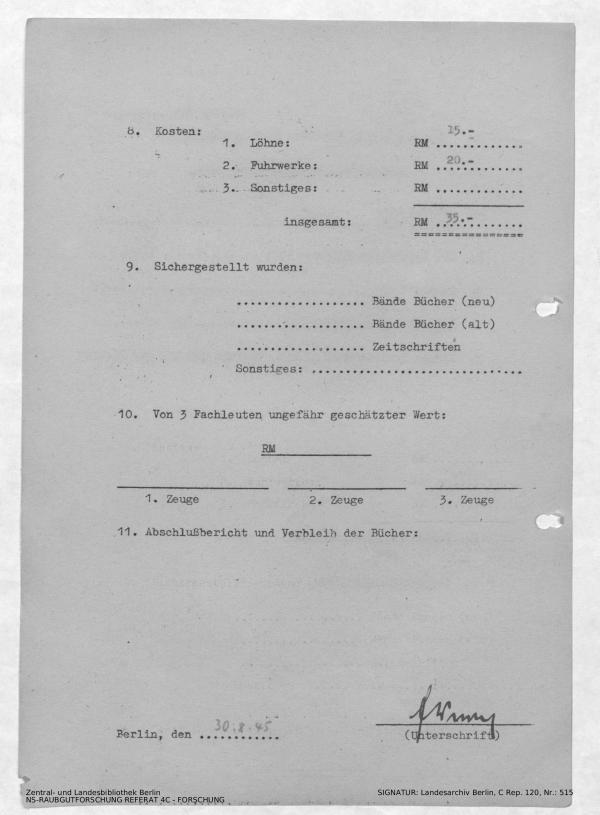 8. Kosten:
1. Löhne: RM 15.-
2. Fuhrwerke: RM 20.-
3. Sonstiges: RM .............
insgesamt: RM 35.-
================
9. Sichergestellt wurden:
................... Bände Bücher (neu)
................... Bände Bücher (alt)
................... Zeitschriften
Sonstiges: ...............................
10. Von 3 Fachleuten ungefähr geschätzter Wert:
RM
1. Zeuge 2. Zeuge 3. Zeuge
11. Abschlußbericht und Verbleib der Bücher:
Berlin, den 30.8.45
(Unterschrift)
Zentral- und Landesbibliothek Berlin
NS-RAUBGUTFORSCHUNG REFERAT 4C - FORSCHUNG
SIGNATUR: Landesarchiv Berlin, C Rep. 120, Nr.: 515